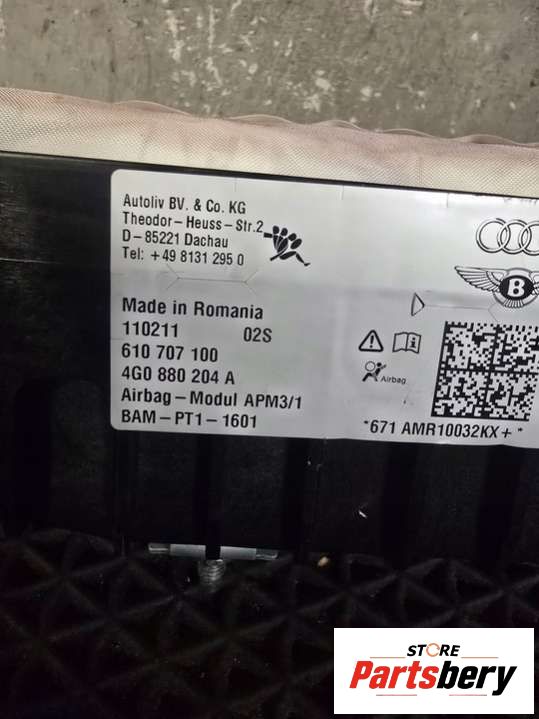 Autoliv BV. & Co. KG
Theodor-Heuss-Str.2
D-85221 Dachau
Tel: +49 8131 295 0
Made in Romania
110211 02S
610 707 100
4G0 880 204 A
Airbag-Modul APM3/1
BAM-PT1-1601
B
i
Airbag
*671 AMR10032KX+*
STORE
Partsbery